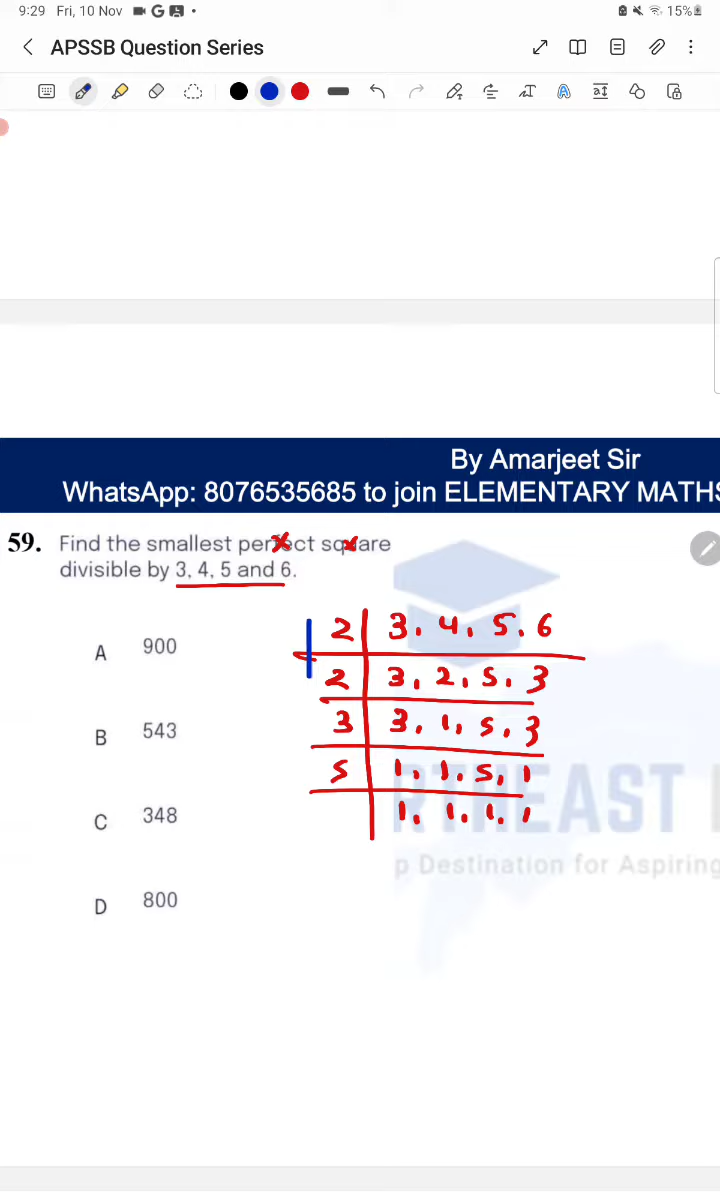 9:29 Fri, 10 Nov 15%
APSSB Question Series
By Amarjeet Sir
WhatsApp: 8076535685 to join ELEMENTARY MATHS
59. Find the smallest perfect square
divisible by 3, 4, 5 and 6.
A 900
B 543
C 348
D 800
2 3. 4. 5. 6
2 3. 2. 5. 3
3 3. 1. 5. 3
5 1. 1. 5. 1
1. 1. 1. 1
RTHEAST
p Destination for Aspiring